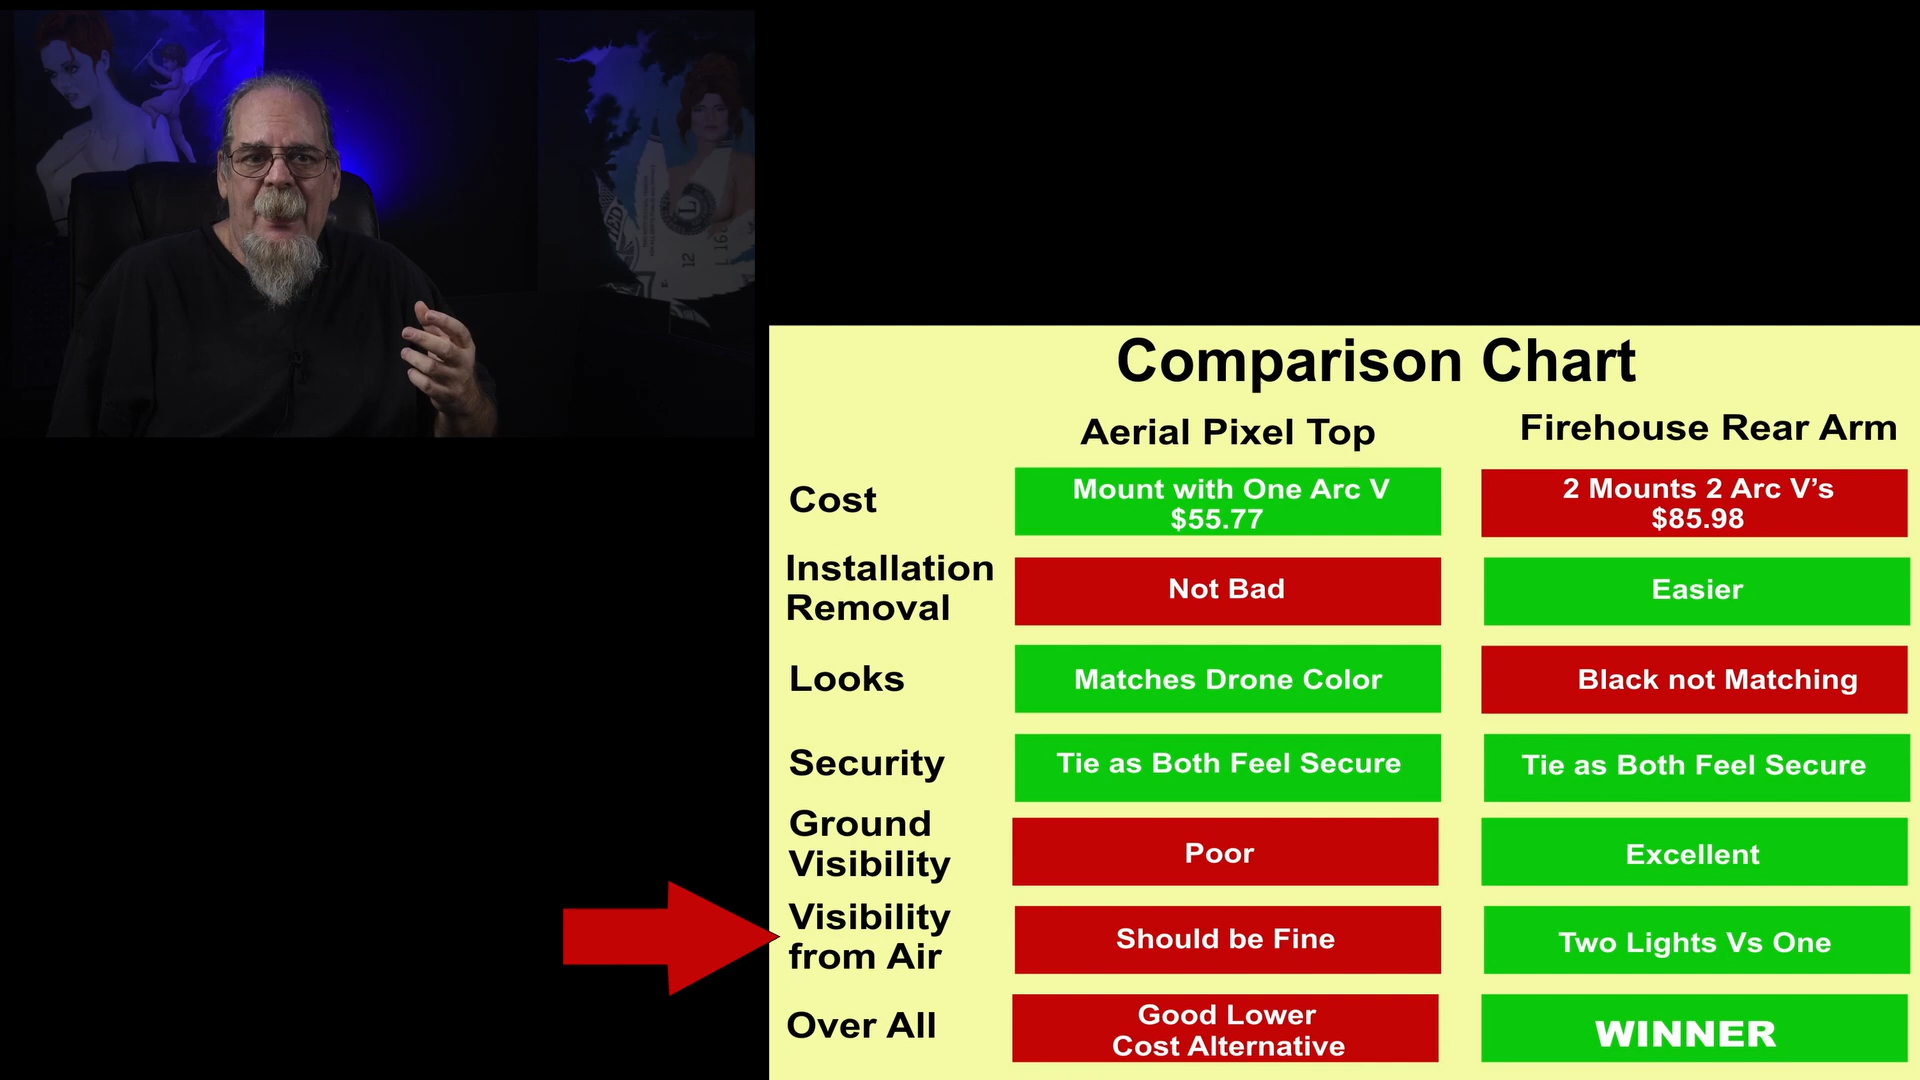 TED
L
12
L 16
Comparison Chart
Aerial Pixel Top
Firehouse Rear Arm
Cost
Mount with One Arc V
$55.77
2 Mounts 2 Arc V’s
$85.98
Installation
Removal
Not Bad
Easier
Looks
Matches Drone Color
Black not Matching
Security
Tie as Both Feel Secure
Tie as Both Feel Secure
Ground
Visibility
Poor
Excellent
Visibility
from Air
Should be Fine
Two Lights Vs One
Over All
Good Lower
Cost Alternative
WINNER